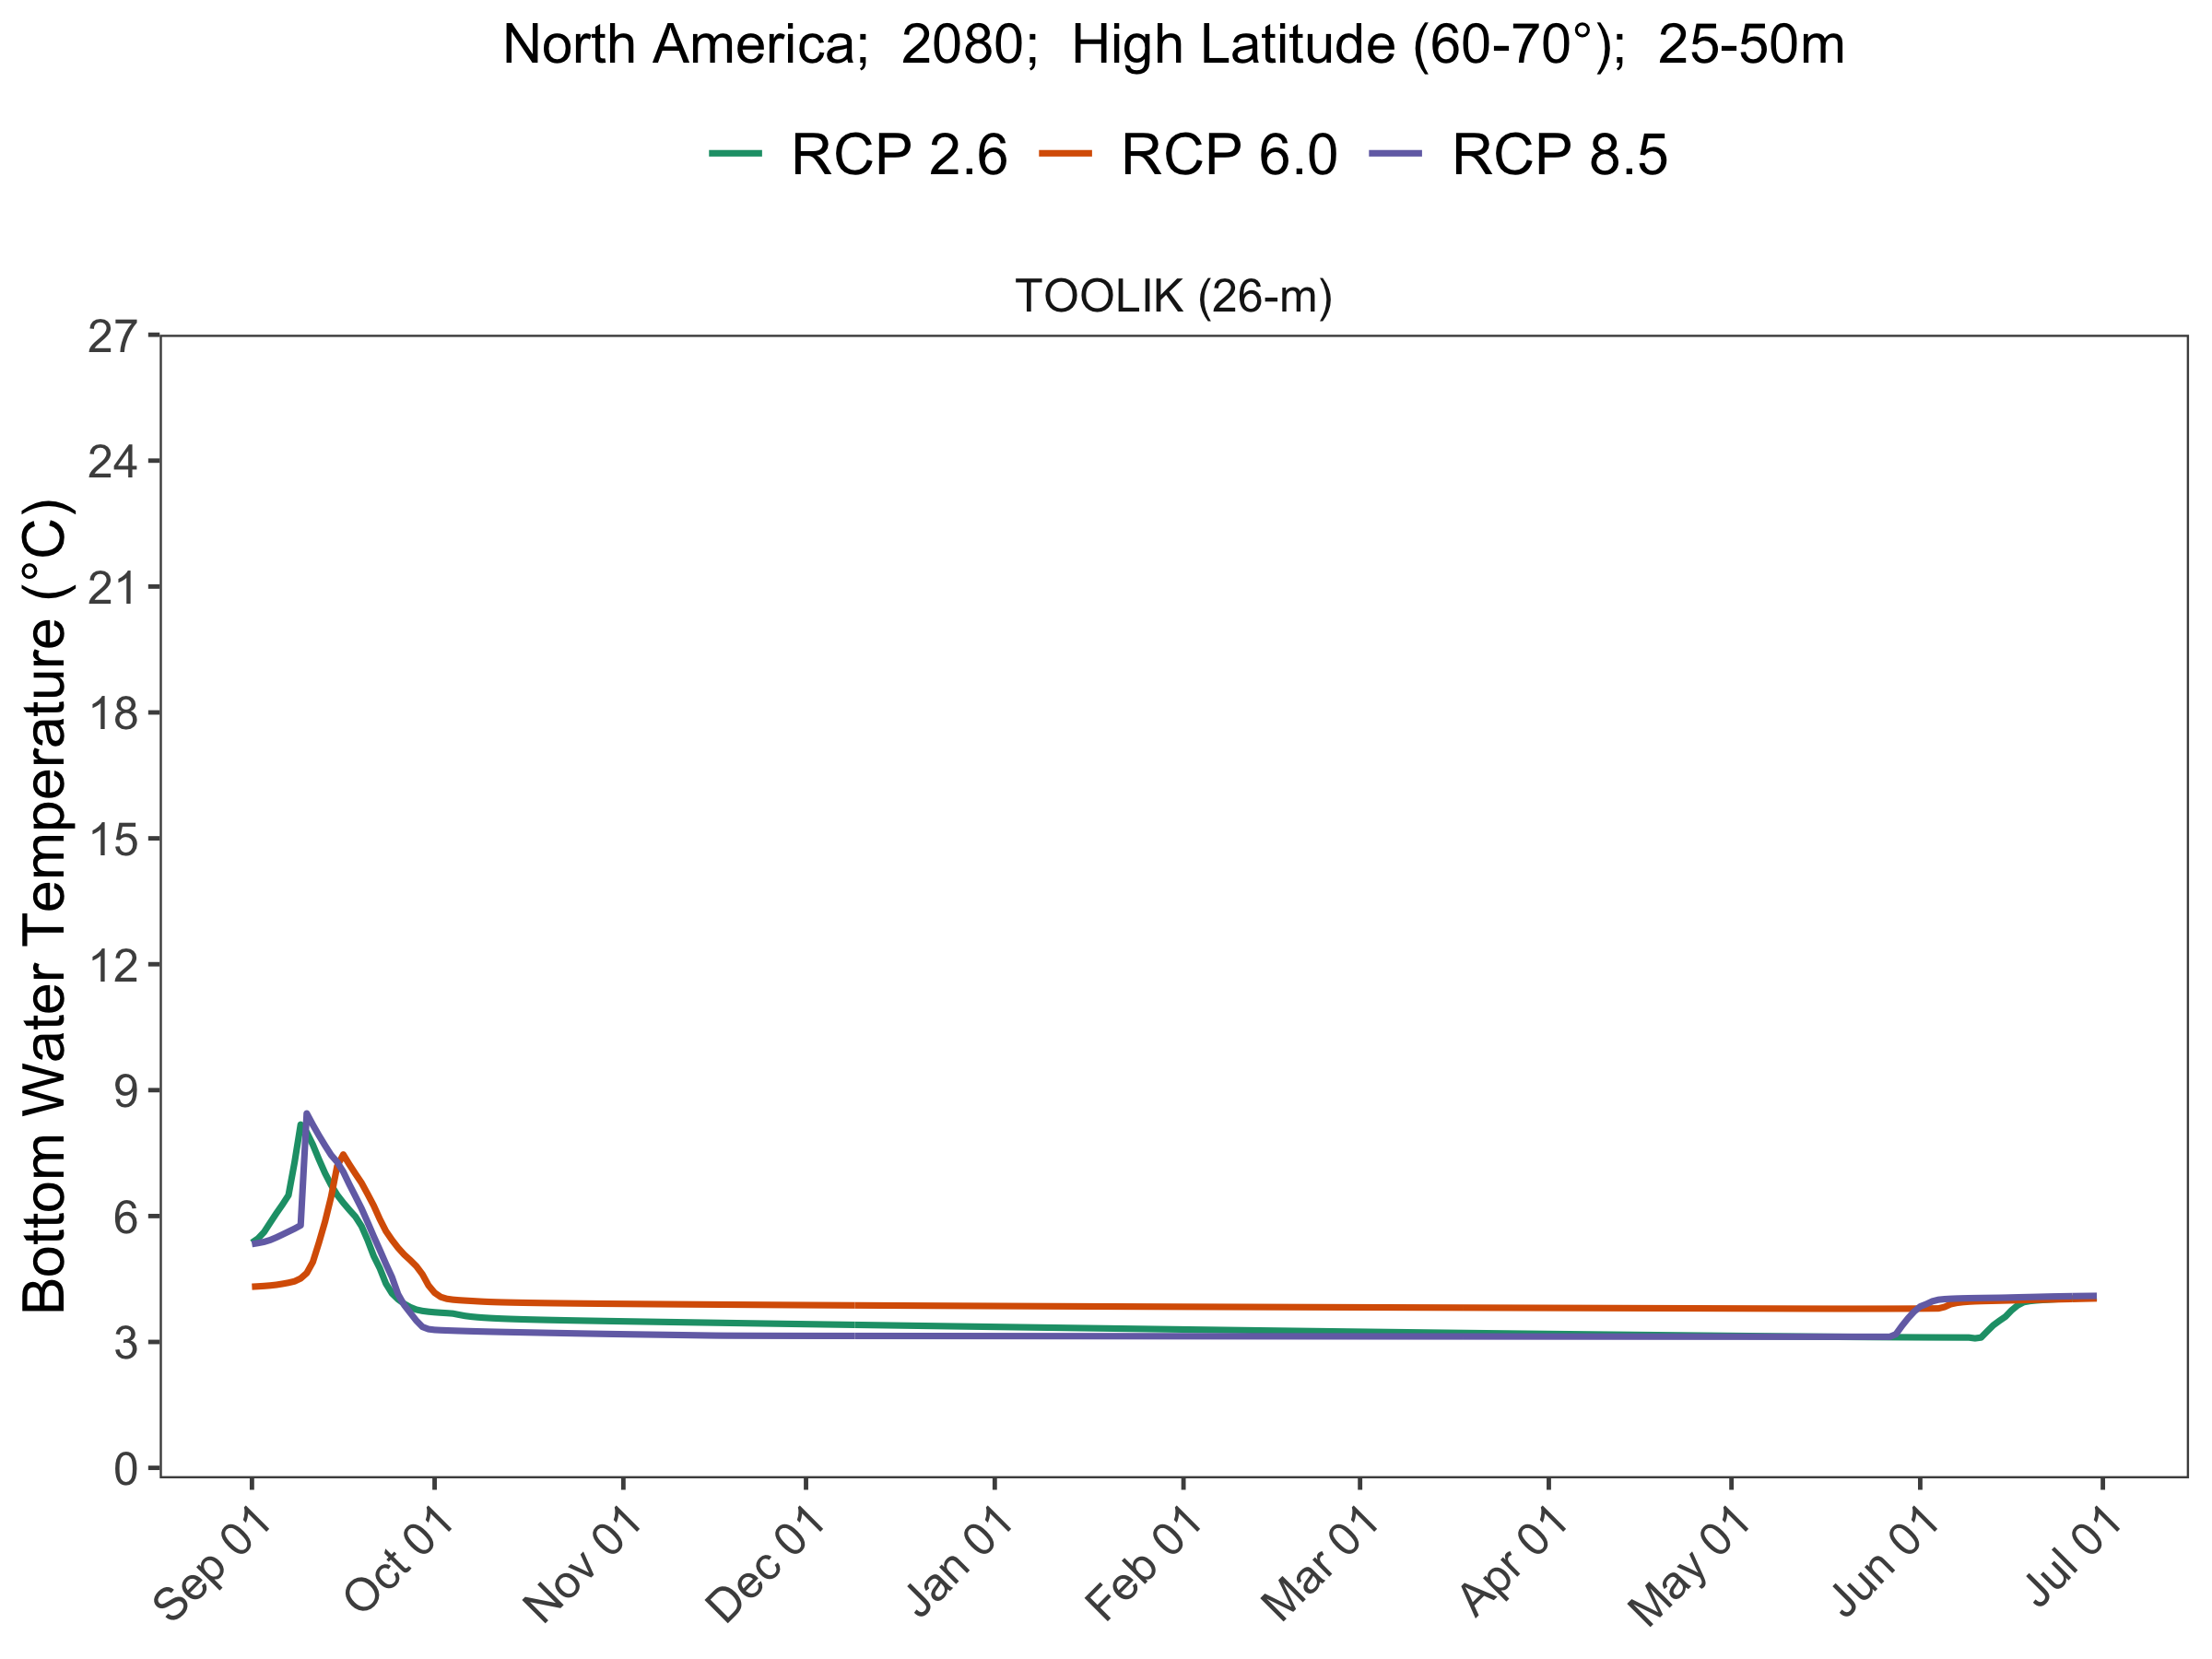 North America; 2080; High Latitude (60-70°); 25-50m
RCP 2.6 RCP 6.0 RCP 8.5
TOOLIK (26-m)
Bottom Water Temperature (°C)
27
24
21
18
15
12
9
6
3
0
Sep 01
Oct 01
Nov 01
Dec 01
Jan 01
Feb 01
Mar 01
Apr 01
May 01
Jun 01
Jul 01